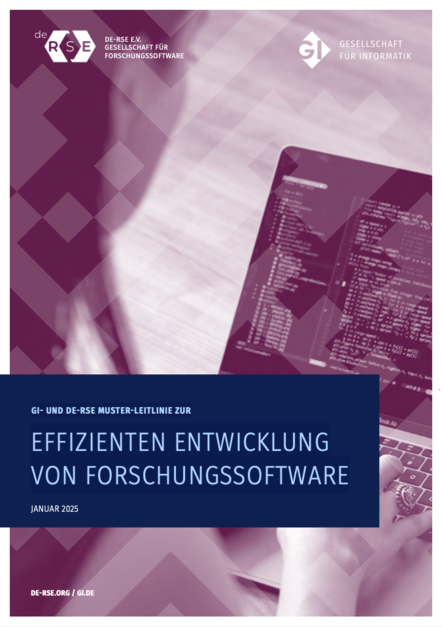 de
RSE
DE-RSE E.V.
GESELLSCHAFT FÜR
FORSCHUNGSSOFTWARE
GI
GESELLSCHAFT
FÜR INFORMATIK
GI- UND DE-RSE MUSTER-LEITLINIE ZUR
EFFIZIENTEN ENTWICKLUNG
VON FORSCHUNGSSOFTWARE
JANUAR 2025
DE-RSE.ORG / GI.DE